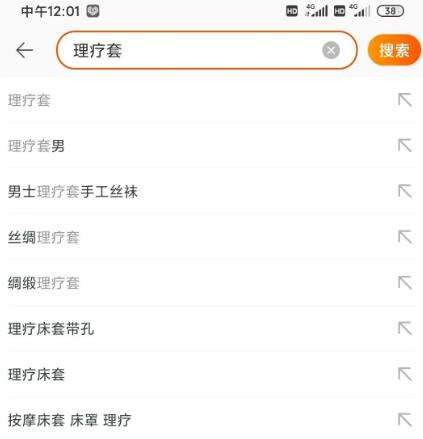 中午12:01
HD 4G HD 4G 38
理疗套
搜索
理疗套
理疗套男
男士理疗套手工丝袜
丝绸理疗套
绸缎理疗套
理疗床套带孔
理疗床套
按摩床套 床罩 理疗